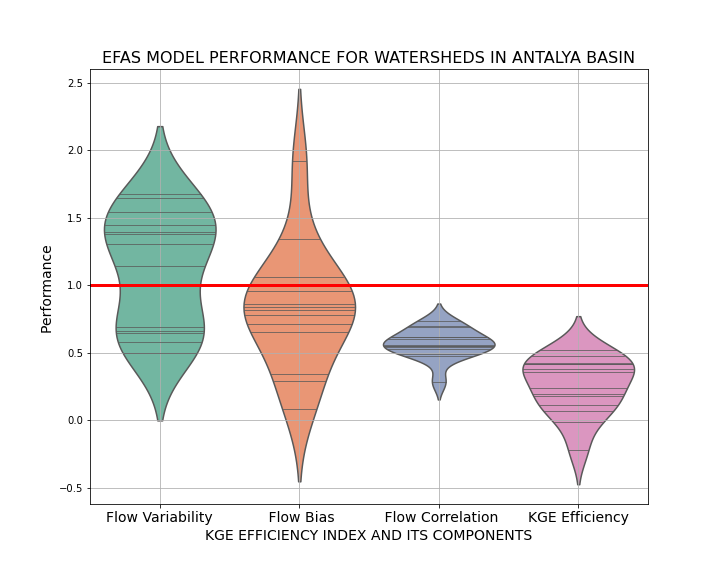 EFAS MODEL PERFORMANCE FOR WATERSHEDS IN ANTALYA BASIN
2.5
2.0
1.5
1.0
0.5
0.0
−0.5
Performance
Flow Variability Flow Bias Flow Correlation KGE Efficiency
KGE EFFICIENCY INDEX AND ITS COMPONENTS